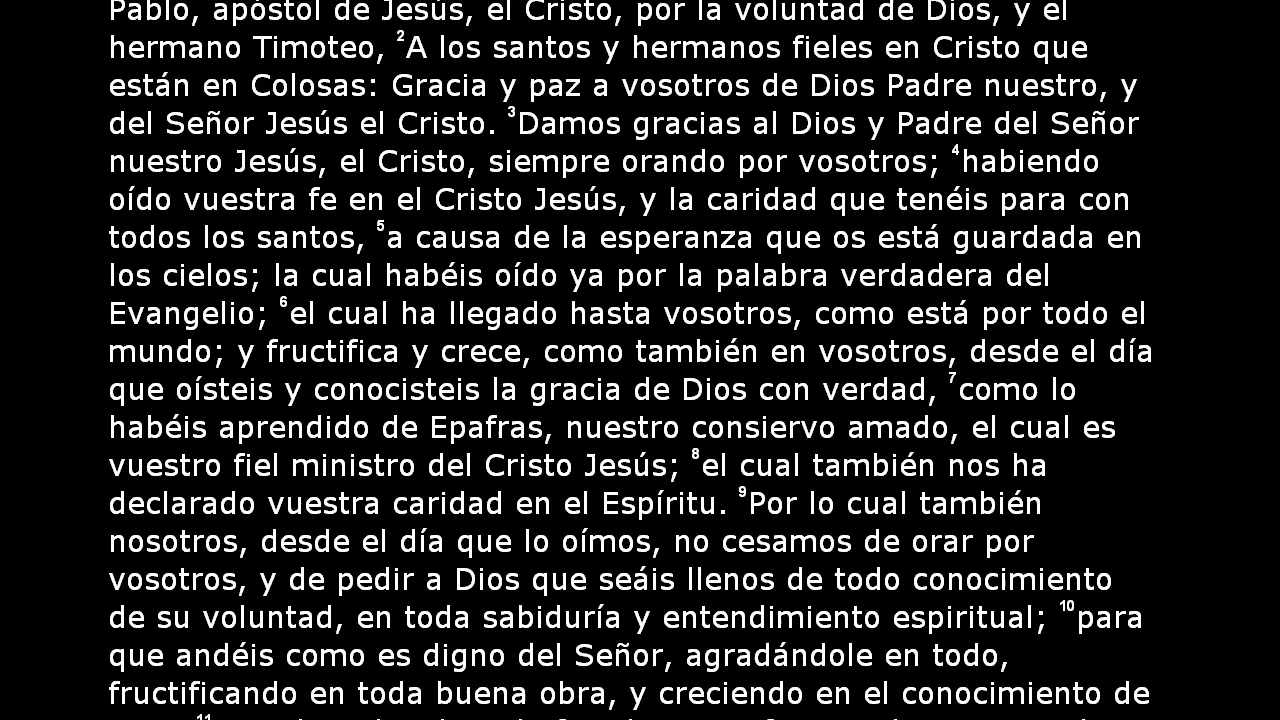 Pablo, apóstol de Jesús, el Cristo, por la voluntad de Dios, y el
hermano Timoteo, ²A los santos y hermanos fieles en Cristo que
están en Colosas: Gracia y paz a vosotros de Dios Padre nuestro, y
del Señor Jesús el Cristo. ³Damos gracias al Dios y Padre del Señor
nuestro Jesús, el Cristo, siempre orando por vosotros; ⁴habiendo
oído vuestra fe en el Cristo Jesús, y la caridad que tenéis para con
todos los santos, ⁵a causa de la esperanza que os está guardada en
los cielos; la cual habéis oído ya por la palabra verdadera del
Evangelio; ⁶el cual ha llegado hasta vosotros, como está por todo el
mundo; y fructifica y crece, como también en vosotros, desde el día
que oísteis y conocisteis la gracia de Dios con verdad, ⁷como lo
habéis aprendido de Epafras, nuestro consiervo amado, el cual es
vuestro fiel ministro del Cristo Jesús; ⁸el cual también nos ha
declarado vuestra caridad en el Espíritu. ⁹Por lo cual también
nosotros, desde el día que lo oímos, no cesamos de orar por
vosotros, y de pedir a Dios que seáis llenos de todo conocimiento
de su voluntad, en toda sabiduría y entendimiento espiritual; ¹⁰para
que andéis como es digno del Señor, agradándole en todo,
fructificando en toda buena obra, y creciendo en el conocimiento de
¹¹